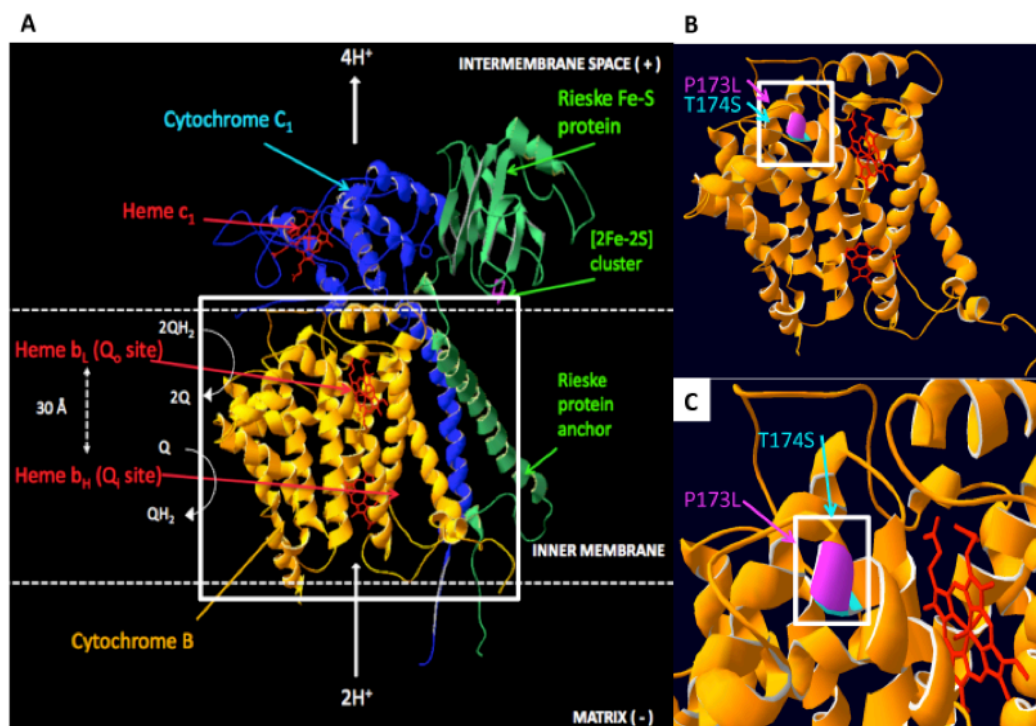 A
4H⁺
INTERMEMBRANE SPACE ( + )
Cytochrome C₁
Rieske Fe-S
protein
Heme c₁
[2Fe-2S]
cluster
2QH₂
Heme bL (Qo site)
2Q
30 Å
Rieske
protein
anchor
Q
Heme bH (Qi site)
QH₂
INNER MEMBRANE
Cytochrome B
2H⁺
MATRIX ( - )
B
P173L
T174S
C
T174S
P173L